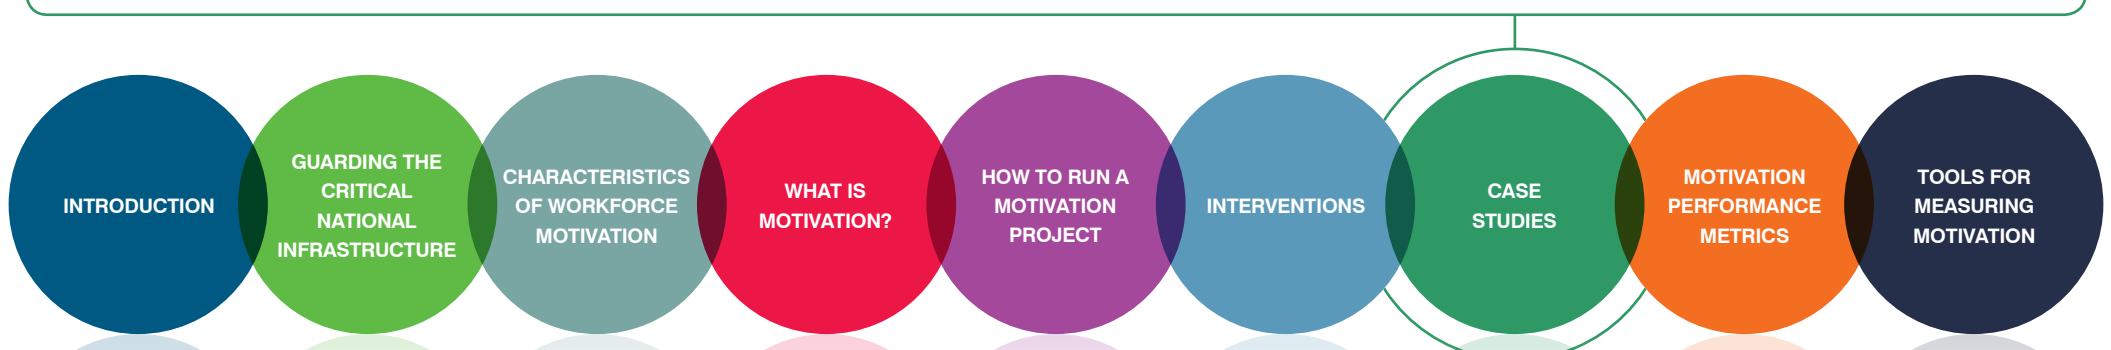 INTRODUCTION
GUARDING THE
CRITICAL
NATIONAL
INFRASTRUCTURE
CHARACTERISTICS
OF WORKFORCE
MOTIVATION
WHAT IS
MOTIVATION?
HOW TO RUN A
MOTIVATION
PROJECT
INTERVENTIONS
CASE
STUDIES
MOTIVATION
PERFORMANCE
METRICS
TOOLS FOR
MEASURING
MOTIVATION